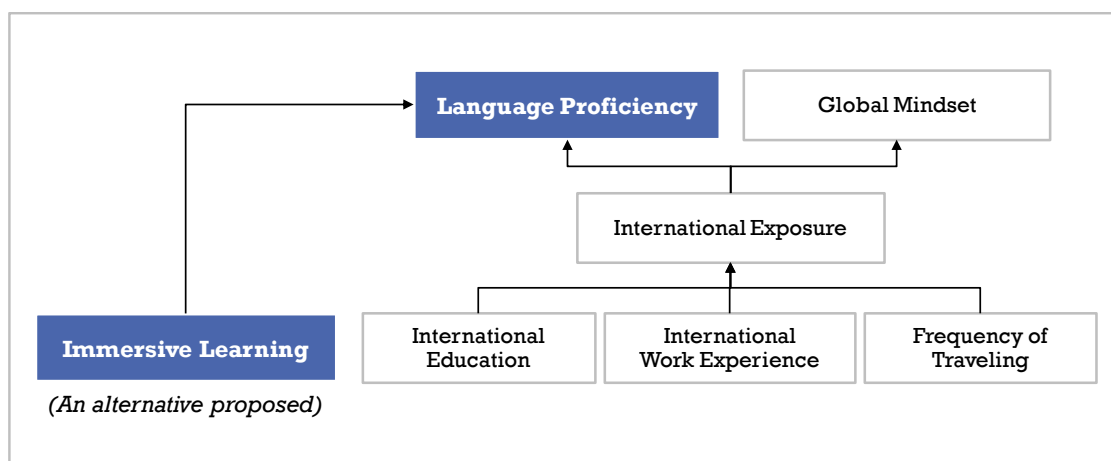 Language Proficiency
Global Mindset
International Exposure
Immersive Learning
(An alternative proposed)
International
Education
International
Work Experience
Frequency of
Traveling